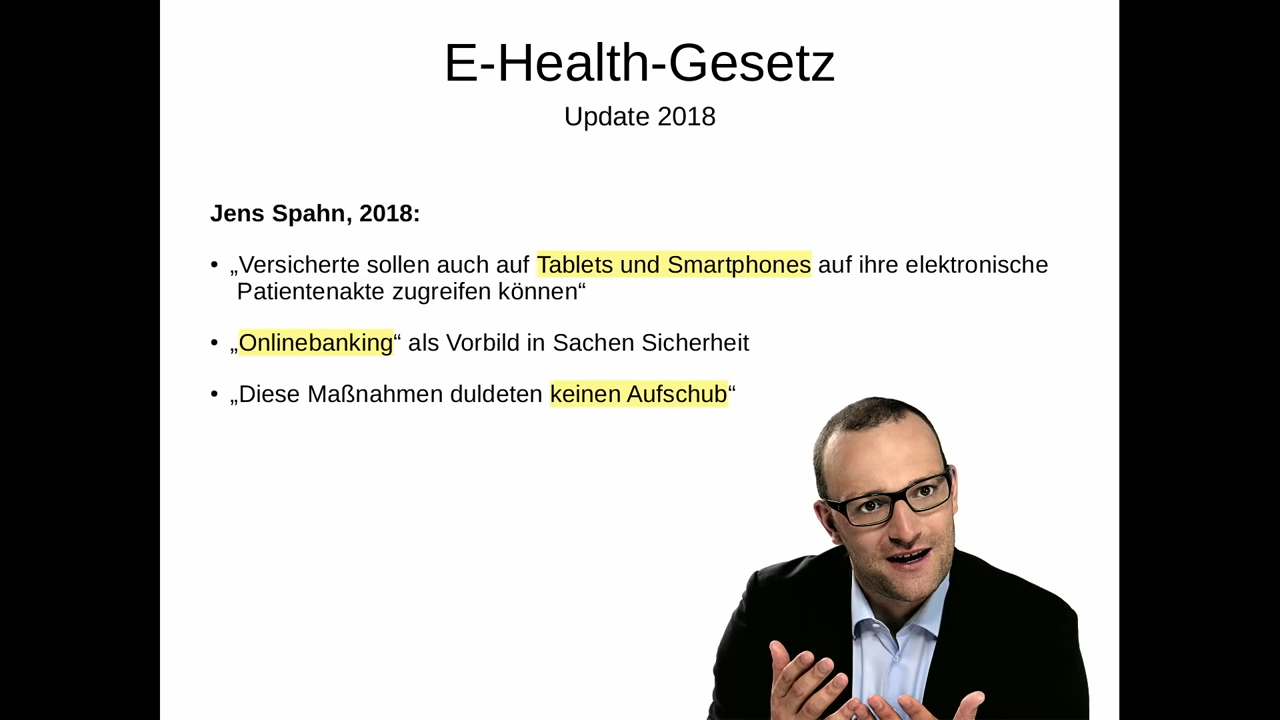 E-Health-Gesetz
Update 2018
Jens Spahn, 2018:
• „Versicherte sollen auch auf Tablets und Smartphones auf ihre elektronische
Patientenakte zugreifen können“
• „Onlinebanking“ als Vorbild in Sachen Sicherheit
• „Diese Maßnahmen duldeten keinen Aufschub“